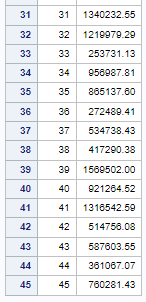 31 31 1340232.55
32 32 1219979.29
33 33 253731.13
34 34 956987.81
35 35 865137.60
36 36 272489.41
37 37 534738.43
38 38 417290.38
39 39 1569502.00
40 40 921264.52
41 41 1316542.59
42 42 514756.08
43 43 587603.55
44 44 361067.07
45 45 760281.43